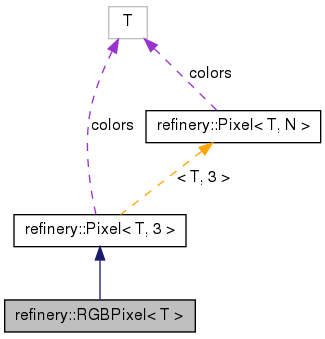 T
colors
colors
refinery::Pixel< T, N >
< T, 3 >
refinery::Pixel< T, 3 >
refinery::RGBPixel< T >